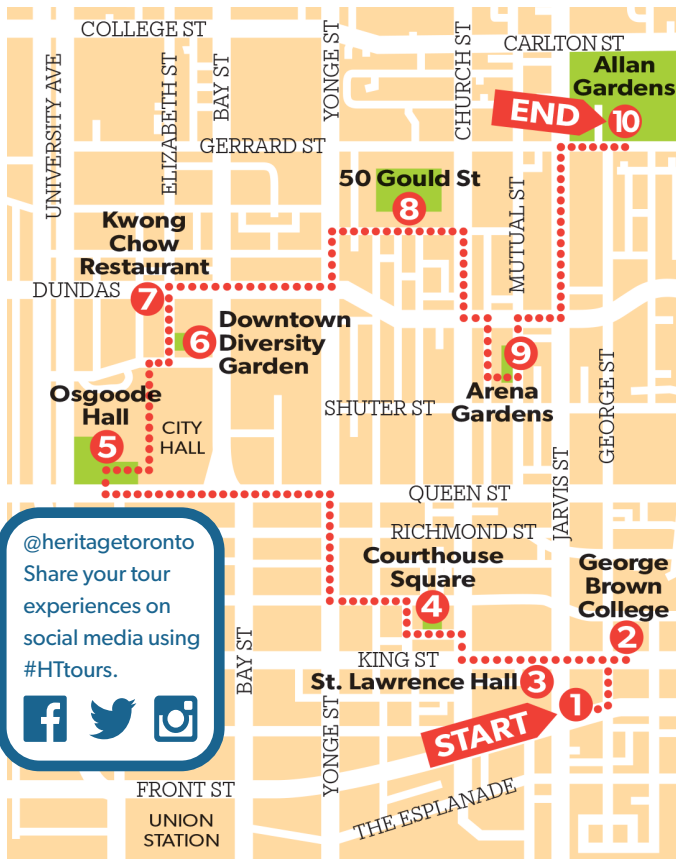 COLLEGE ST
CARLTON ST
UNIVERSITY AVE
ELIZABETH ST
BAY ST
YONGE ST
CHURCH ST
Allan
Gardens
END
10
GERRARD ST
50 Gould St
8
MUTUAL ST
Kwong
Chow
Restaurant
DUNDAS
7
6
Downtown
Diversity
Garden
9
Arena
Gardens
Osgoode
Hall
5
CITY
HALL
SHUTER ST
GEORGE ST
JARVIS ST
QUEEN ST
RICHMOND ST
@heritagetoronto
Share your tour
experiences on
social media using
#HTtours.
Courthouse
Square
4
George
Brown
College
2
BAY ST
KING ST
St. Lawrence Hall
3
1
START
YONGE ST
FRONT ST
UNION
STATION
THE ESPLANADE